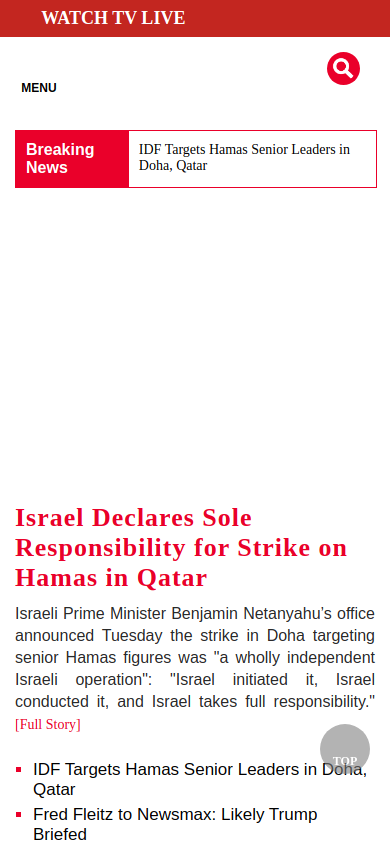 WATCH TV LIVE
MENU
Breaking
News
IDF Targets Hamas Senior Leaders in
Doha, Qatar
Israel Declares Sole
Responsibility for Strike on
Hamas in Qatar
Israeli Prime Minister Benjamin Netanyahu's office
announced Tuesday the strike in Doha targeting
senior Hamas figures was "a wholly independent
Israeli operation": "Israel initiated it, Israel
conducted it, and Israel takes full responsibility."
[Full Story]
TOP
IDF Targets Hamas Senior Leaders in Doha,
Qatar
Fred Fleitz to Newsmax: Likely Trump
Briefed